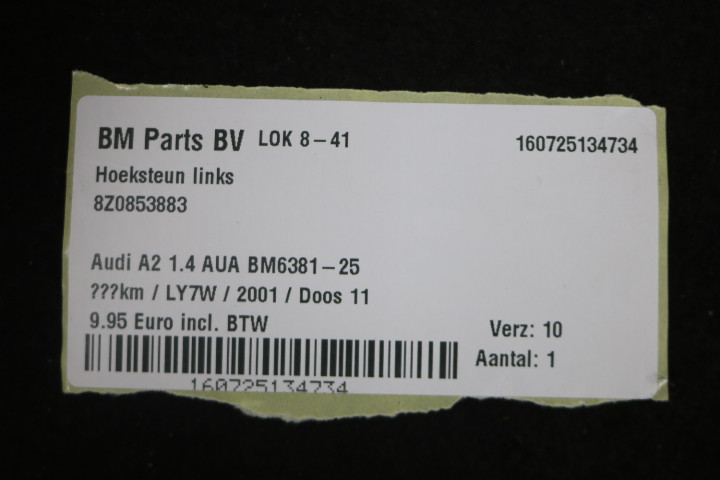 BM Parts BV LOK 8-41 160725134734
Hoeksteun links
8Z0853883
Audi A2 1.4 AUA BM6381-25
???km / LY7W / 2001 / Doos 11
9.95 Euro incl. BTW Verz: 10
Aantal: 1
160725134734